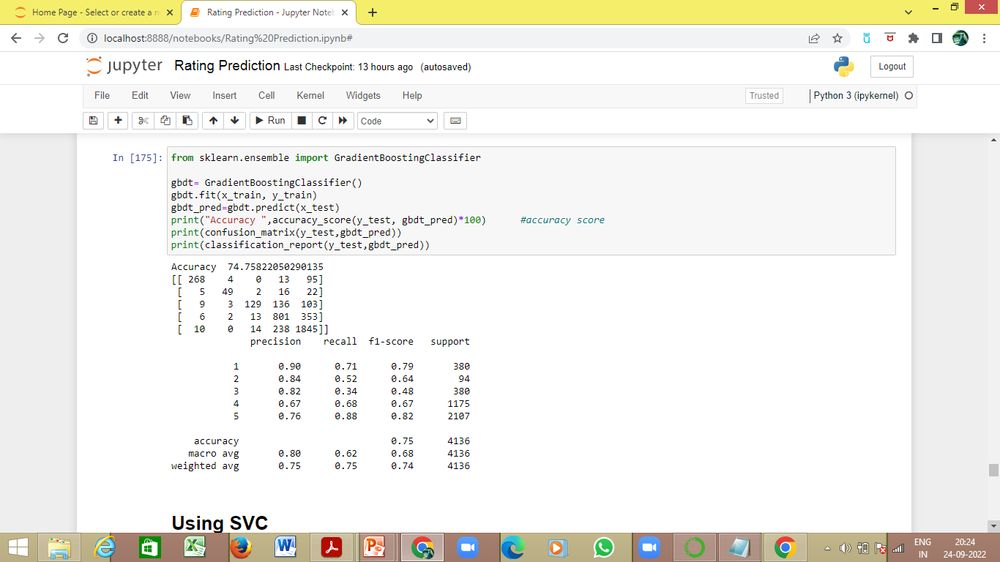 Home Page - Select or create a n
Rating Prediction - Jupyter Noteb
localhost:8888/notebooks/Rating%20Prediction.ipynb#
jupyter Rating Prediction Last Checkpoint: 13 hours ago (autosaved)
Logout
File Edit View Insert Cell Kernel Widgets Help
Trusted
Python 3 (ipykernel)
Run
Code
In [175]:
from sklearn.ensemble import GradientBoostingClassifier
gbdt= GradientBoostingClassifier()
gbdt.fit(x_train, y_train)
gbdt_pred=gbdt.predict(x_test)
print("Accuracy ",accuracy_score(y_test, gbdt_pred)*100)      #accuracy score
print(confusion_matrix(y_test,gbdt_pred))
print(classification_report(y_test,gbdt_pred))
Accuracy  74.75822050290135
[[ 268    4    0   13   95]
 [   5   49    2   16   22]
 [   9    3  129  136  103]
 [   6    2   13  801  353]
 [  10    0   14  238 1845]]
              precision    recall  f1-score   support
           1       0.90      0.71      0.79       380
           2       0.84      0.52      0.64        94
           3       0.82      0.34      0.48       380
           4       0.67      0.68      0.67      1175
           5       0.76      0.88      0.82      2107
    accuracy                           0.75      4136
   macro avg       0.80      0.62      0.68      4136
weighted avg       0.75      0.75      0.74      4136
Using SVC
ENG
IN
20:24
24-09-2022